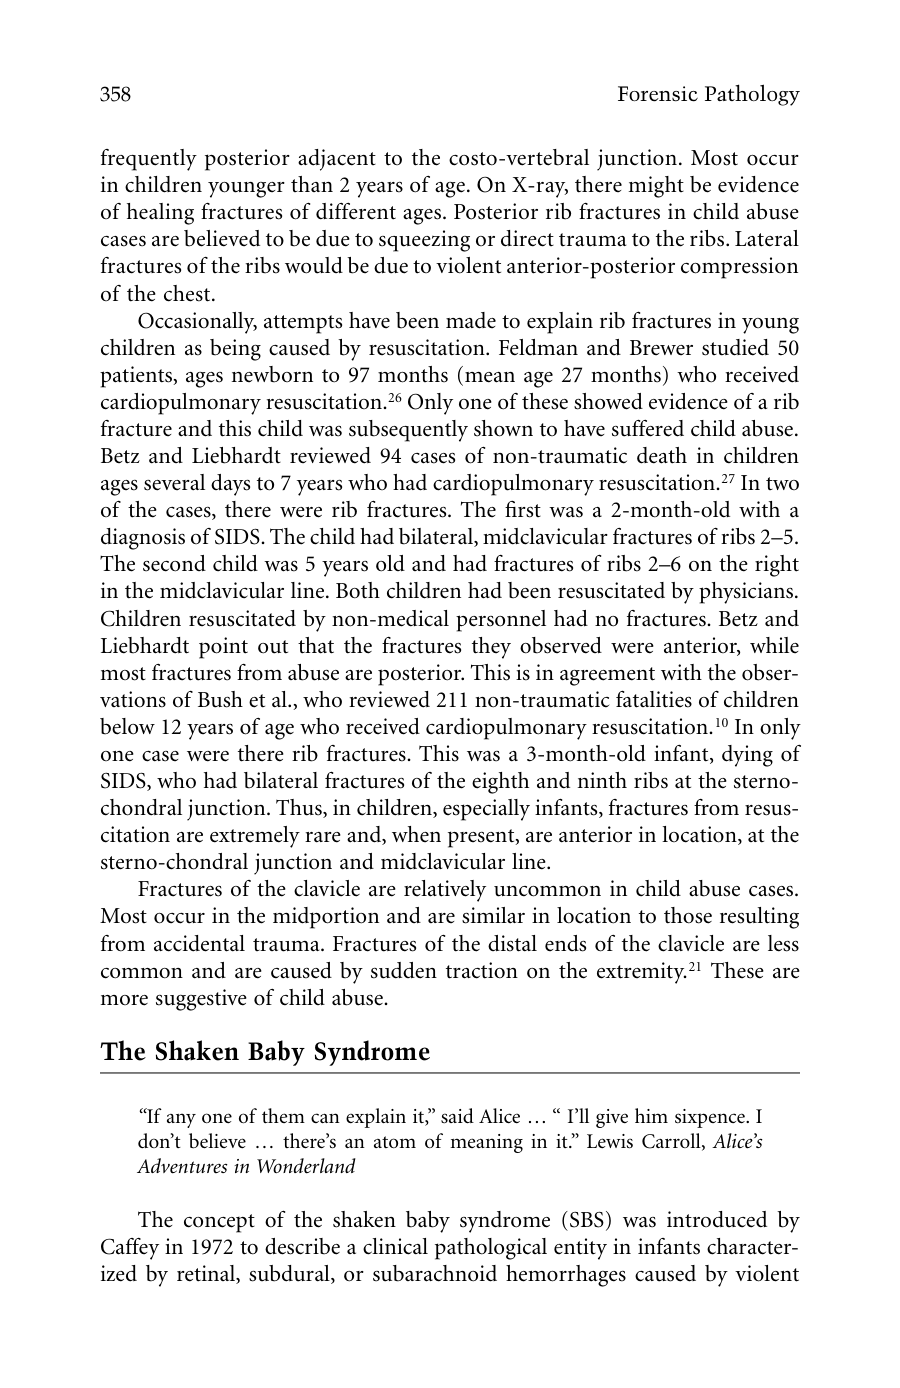 358 Forensic Pathology
frequently posterior adjacent to the costo-vertebral junction. Most occur
in children younger than 2 years of age. On X-ray, there might be evidence
of healing fractures of different ages. Posterior rib fractures in child abuse
cases are believed to be due to squeezing or direct trauma to the ribs. Lateral
fractures of the ribs would be due to violent anterior-posterior compression
of the chest.
Occasionally, attempts have been made to explain rib fractures in young
children as being caused by resuscitation. Feldman and Brewer studied 50
patients, ages newborn to 97 months (mean age 27 months) who received
cardiopulmonary resuscitation.26 Only one of these showed evidence of a rib
fracture and this child was subsequently shown to have suffered child abuse.
Betz and Liebhardt reviewed 94 cases of non-traumatic death in children
ages several days to 7 years who had cardiopulmonary resuscitation.27 In two
of the cases, there were rib fractures. The first was a 2-month-old with a
diagnosis of SIDS. The child had bilateral, midclavicular fractures of ribs 2–5.
The second child was 5 years old and had fractures of ribs 2–6 on the right
in the midclavicular line. Both children had been resuscitated by physicians.
Children resuscitated by non-medical personnel had no fractures. Betz and
Liebhardt point out that the fractures they observed were anterior, while
most fractures from abuse are posterior. This is in agreement with the obser-
vations of Bush et al., who reviewed 211 non-traumatic fatalities of children
below 12 years of age who received cardiopulmonary resuscitation.10 In only
one case were there rib fractures. This was a 3-month-old infant, dying of
SIDS, who had bilateral fractures of the eighth and ninth ribs at the sterno-
chondral junction. Thus, in children, especially infants, fractures from resus-
citation are extremely rare and, when present, are anterior in location, at the
sterno-chondral junction and midclavicular line.
Fractures of the clavicle are relatively uncommon in child abuse cases.
Most occur in the midportion and are similar in location to those resulting
from accidental trauma. Fractures of the distal ends of the clavicle are less
common and are caused by sudden traction on the extremity.21 These are
more suggestive of child abuse.
The Shaken Baby Syndrome
“If any one of them can explain it,” said Alice … “ I’ll give him sixpence. I
don’t believe … there’s an atom of meaning in it.” Lewis Carroll, Alice’s
Adventures in Wonderland
The concept of the shaken baby syndrome (SBS) was introduced by
Caffey in 1972 to describe a clinical pathological entity in infants character-
ized by retinal, subdural, or subarachnoid hemorrhages caused by violent